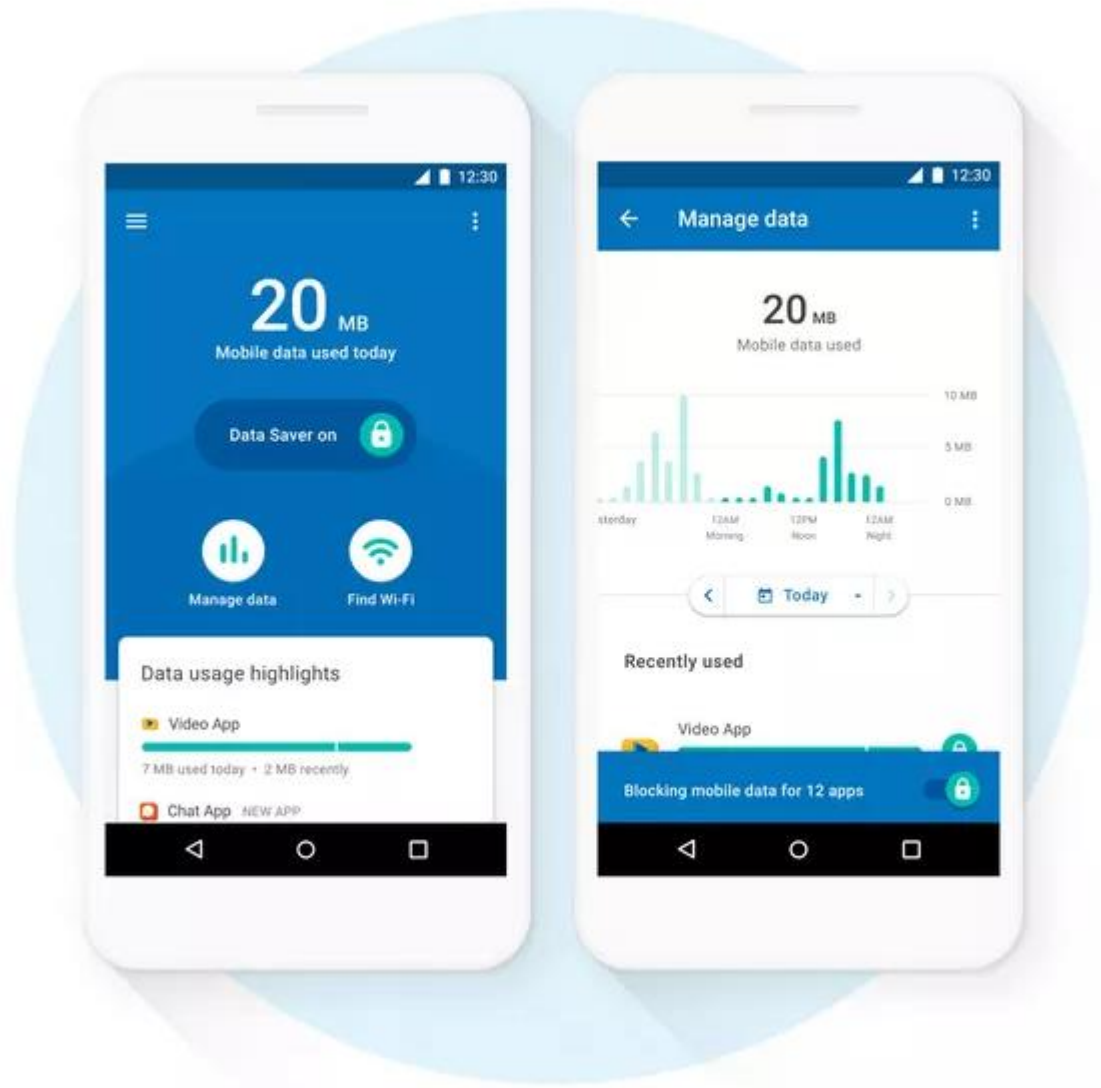 12:30
20 MB
Mobile data used today
Data Saver on
Manage data
Find Wi-Fi
Data usage highlights
Video App
7 MB used today • 2 MB recently
Chat App NEW APP
12:30
Manage data
20 MB
Mobile data used
10 MB
5 MB
0 MB
sterday
12AM
12PM
12AM
Morning
Noon
Night
Today
Recently used
Video App
Blocking mobile data for 12 apps